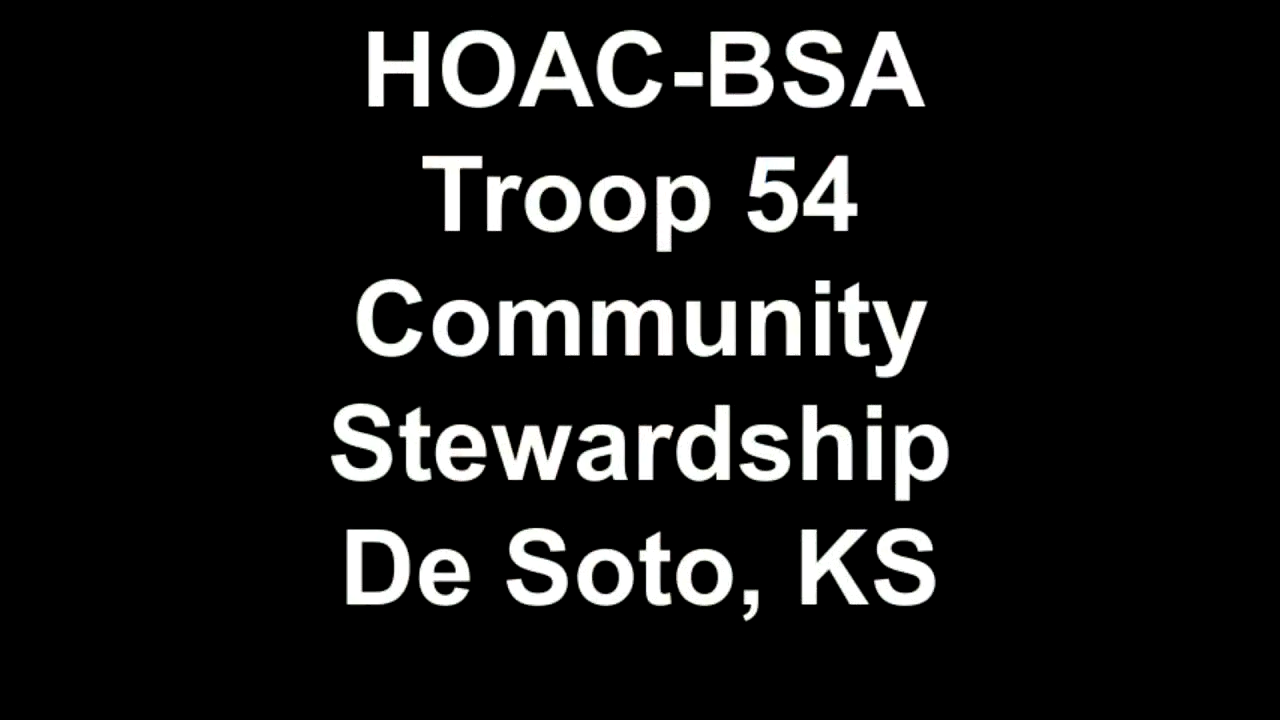 HOAC-BSA
Troop 54
Community
Stewardship
De Soto, KS